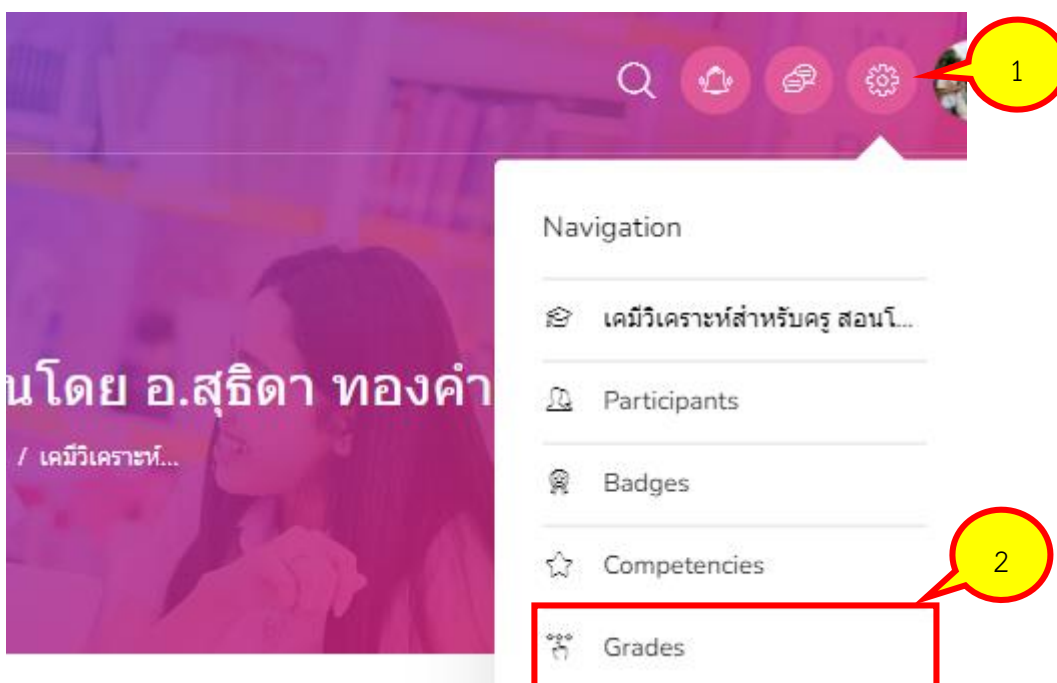 1
Navigation
เคมีวิเคราะห์สำหรับครู สอนโ...
นโดย อ.สุธิดา ทองคำ
/ เคมีวิเคราะห์...
Participants
Badges
Competencies
2
Grades